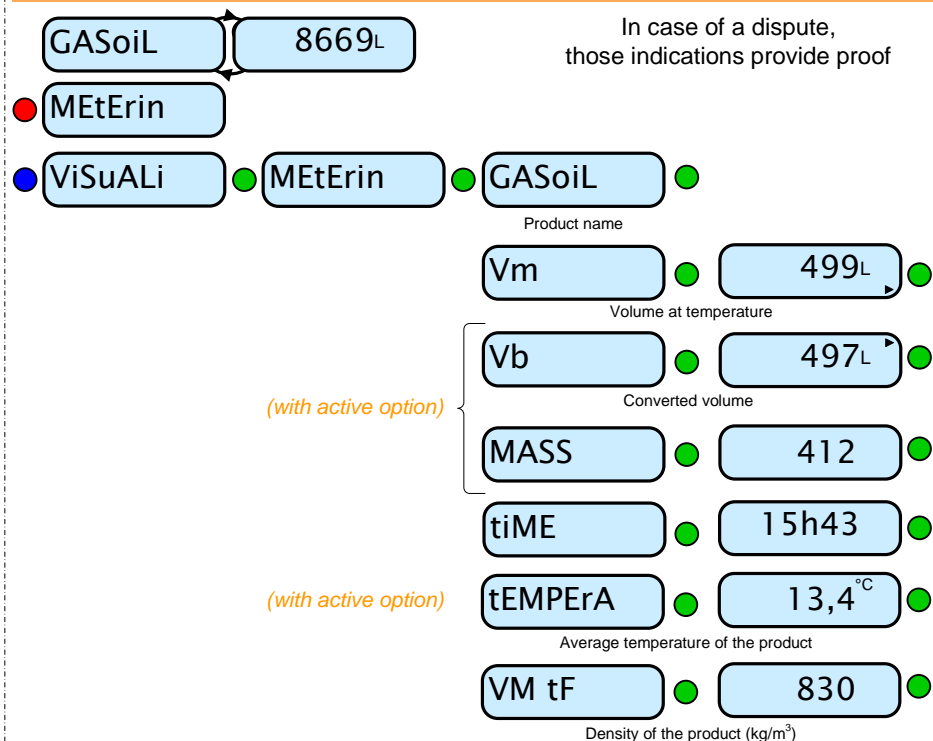 GASoiL 8669L
In case of a dispute,
those indications provide proof
MEtErin
ViSuALi MEtErin GASoiL
Product name
Vm 499L
Volume at temperature
Vb 497L
Converted volume
(with active option)
MASS 412
tiME 15h43
(with active option) tEMPErA 13,4°C
Average temperature of the product
VM tF 830
Density of the product (kg/m³)